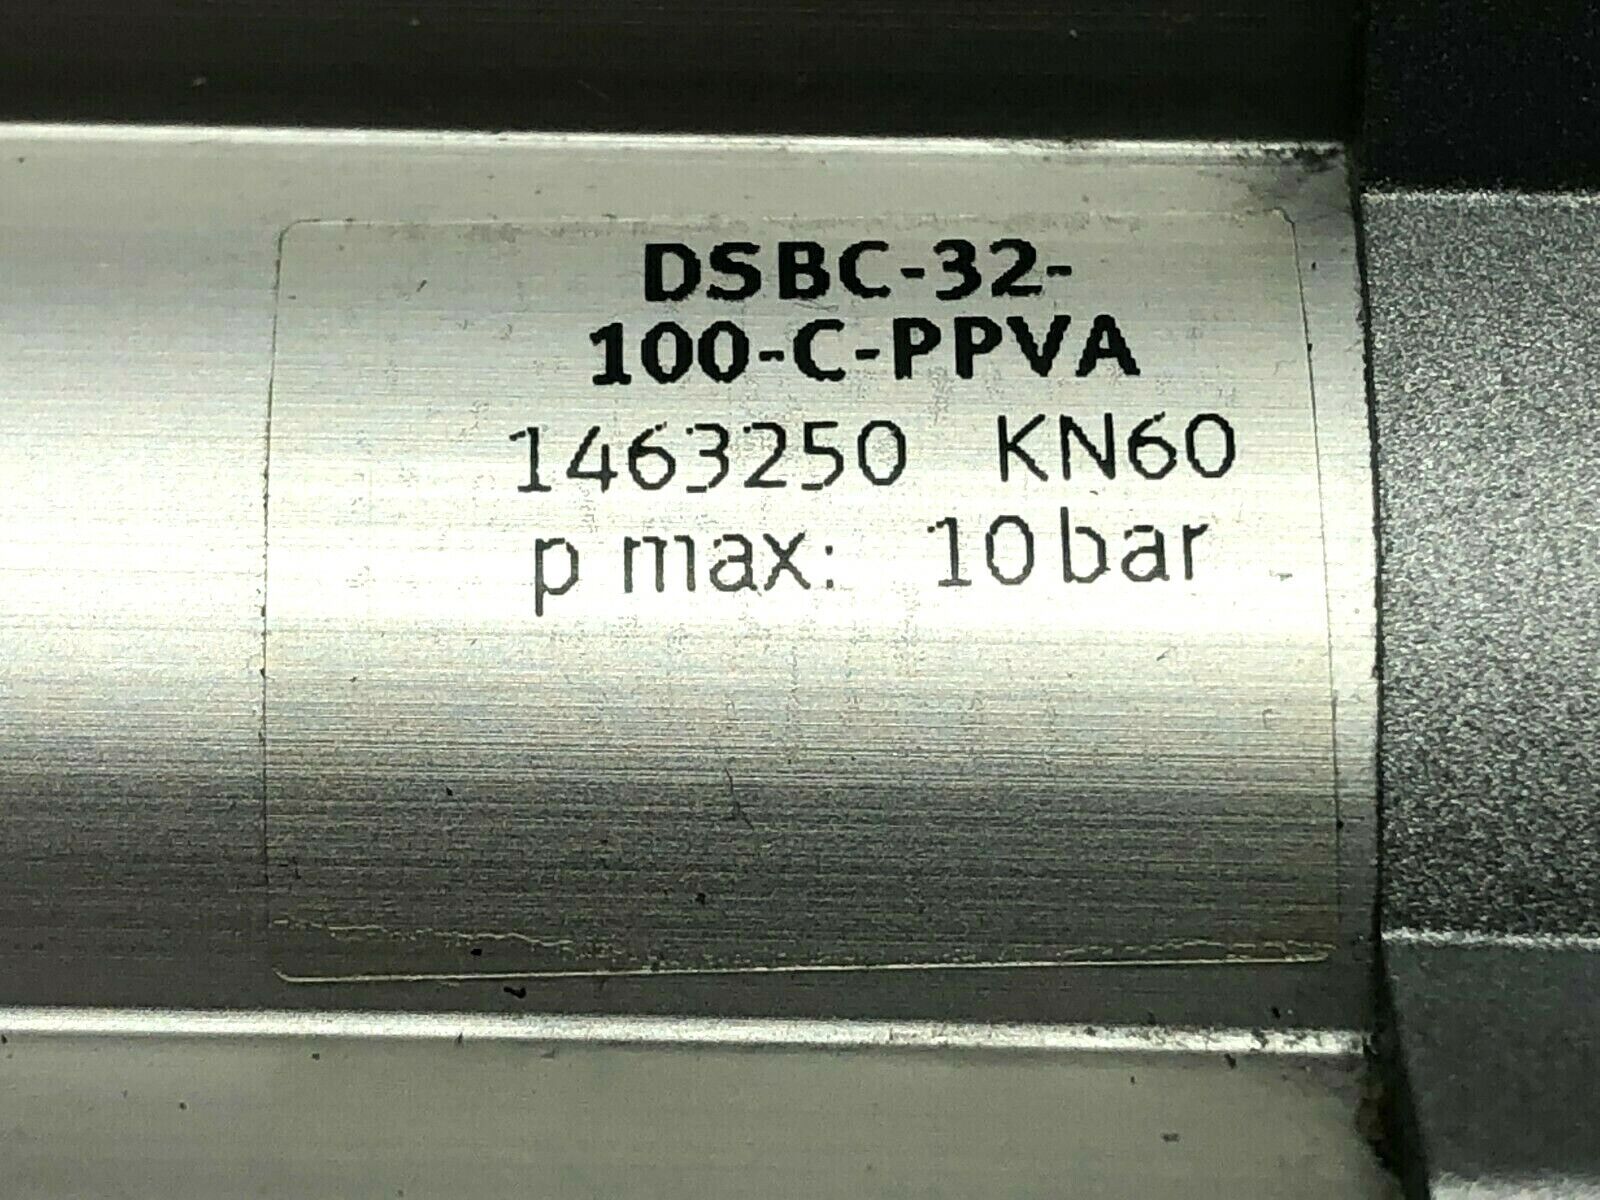 DSBC-32-
100-C-PPVA
1463250 KN60
p max: 10 bar